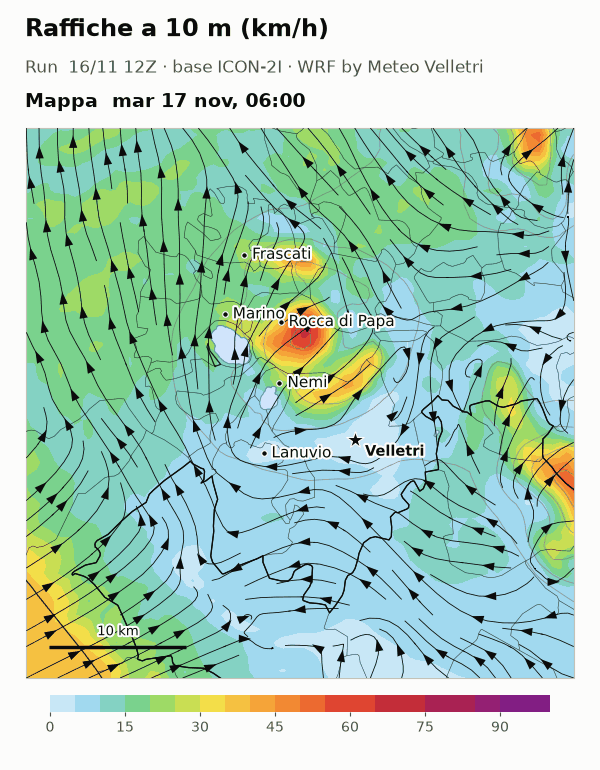 Raffiche a 10 m (km/h)
Run 16/11 12Z · base ICON-2I · WRF by Meteo Velletri
Mappa mar 17 nov, 06:00
Frascati
Marino
Rocca di Papa
Nemi
Velletri
Lanuvio
10 km
0 15 30 45 60 75 90